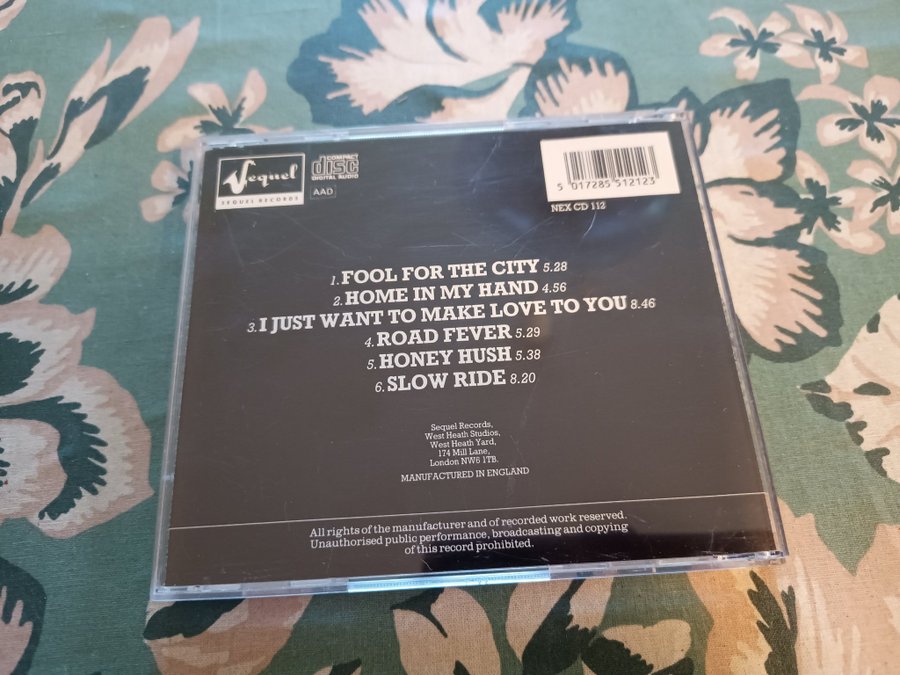 Sequel
SEQUEL RECORDS
COMPACT
disc
DIGITAL AUDIO
AAD
5 017285 512123
NEX CD 112
1. FOOL FOR THE CITY 5.28
2. HOME IN MY HAND 4.56
3. I JUST WANT TO MAKE LOVE TO YOU 8.46
4. ROAD FEVER 5.29
5. HONEY HUSH 5.38
6. SLOW RIDE 8.20
Sequel Records,
West Heath Studios,
West Heath Yard,
174 Mill Lane,
London NW6 1TB.
MANUFACTURED IN ENGLAND
All rights of the manufacturer and of recorded work reserved.
Unauthorised public performance, broadcasting and copying
of this record prohibited.